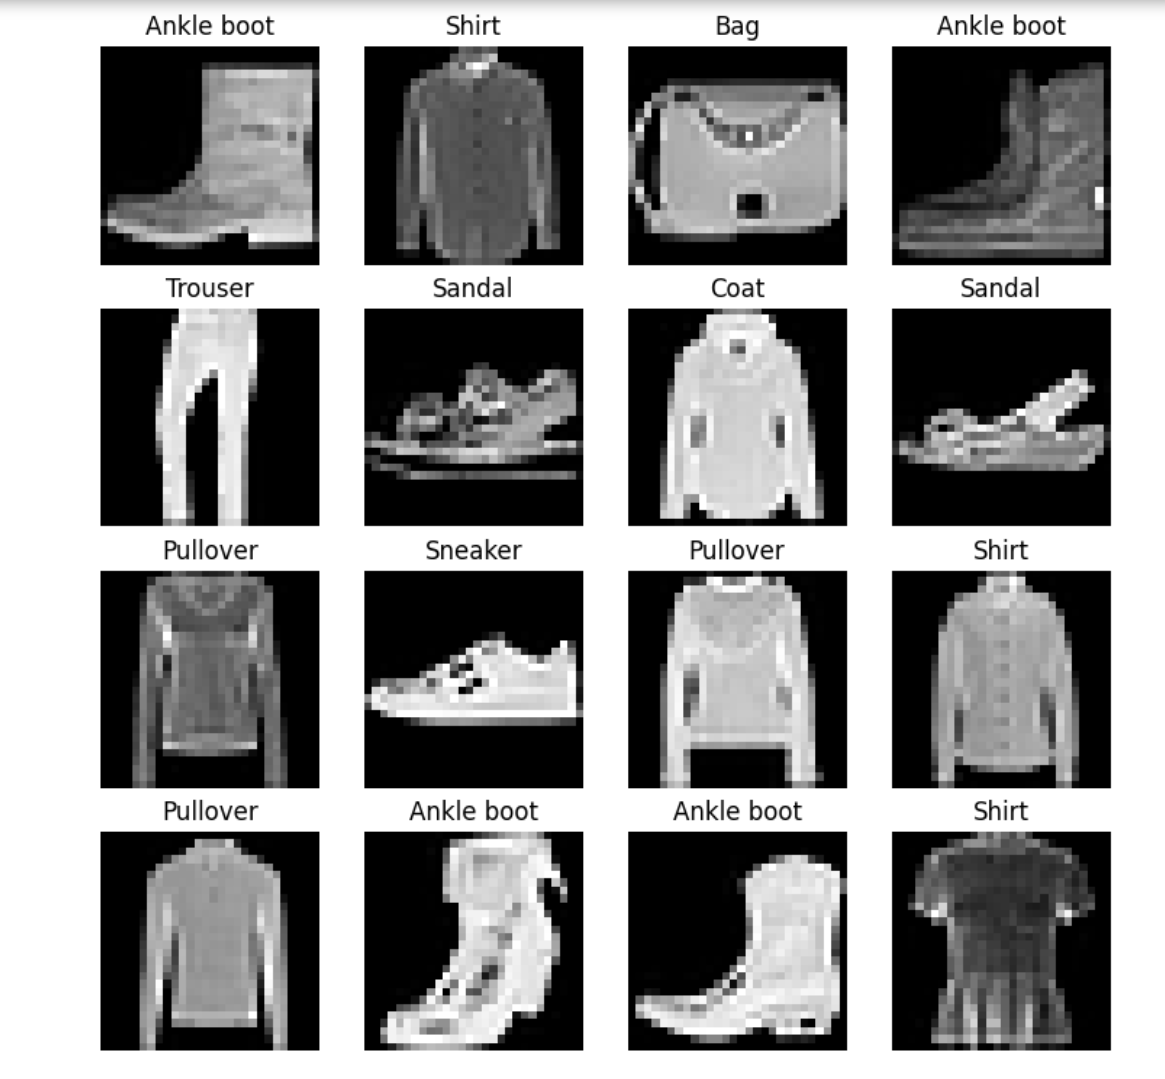 Ankle boot Shirt Bag Ankle boot
Trouser Sandal Coat Sandal
Pullover Sneaker Pullover Shirt
Pullover Ankle boot Ankle boot Shirt